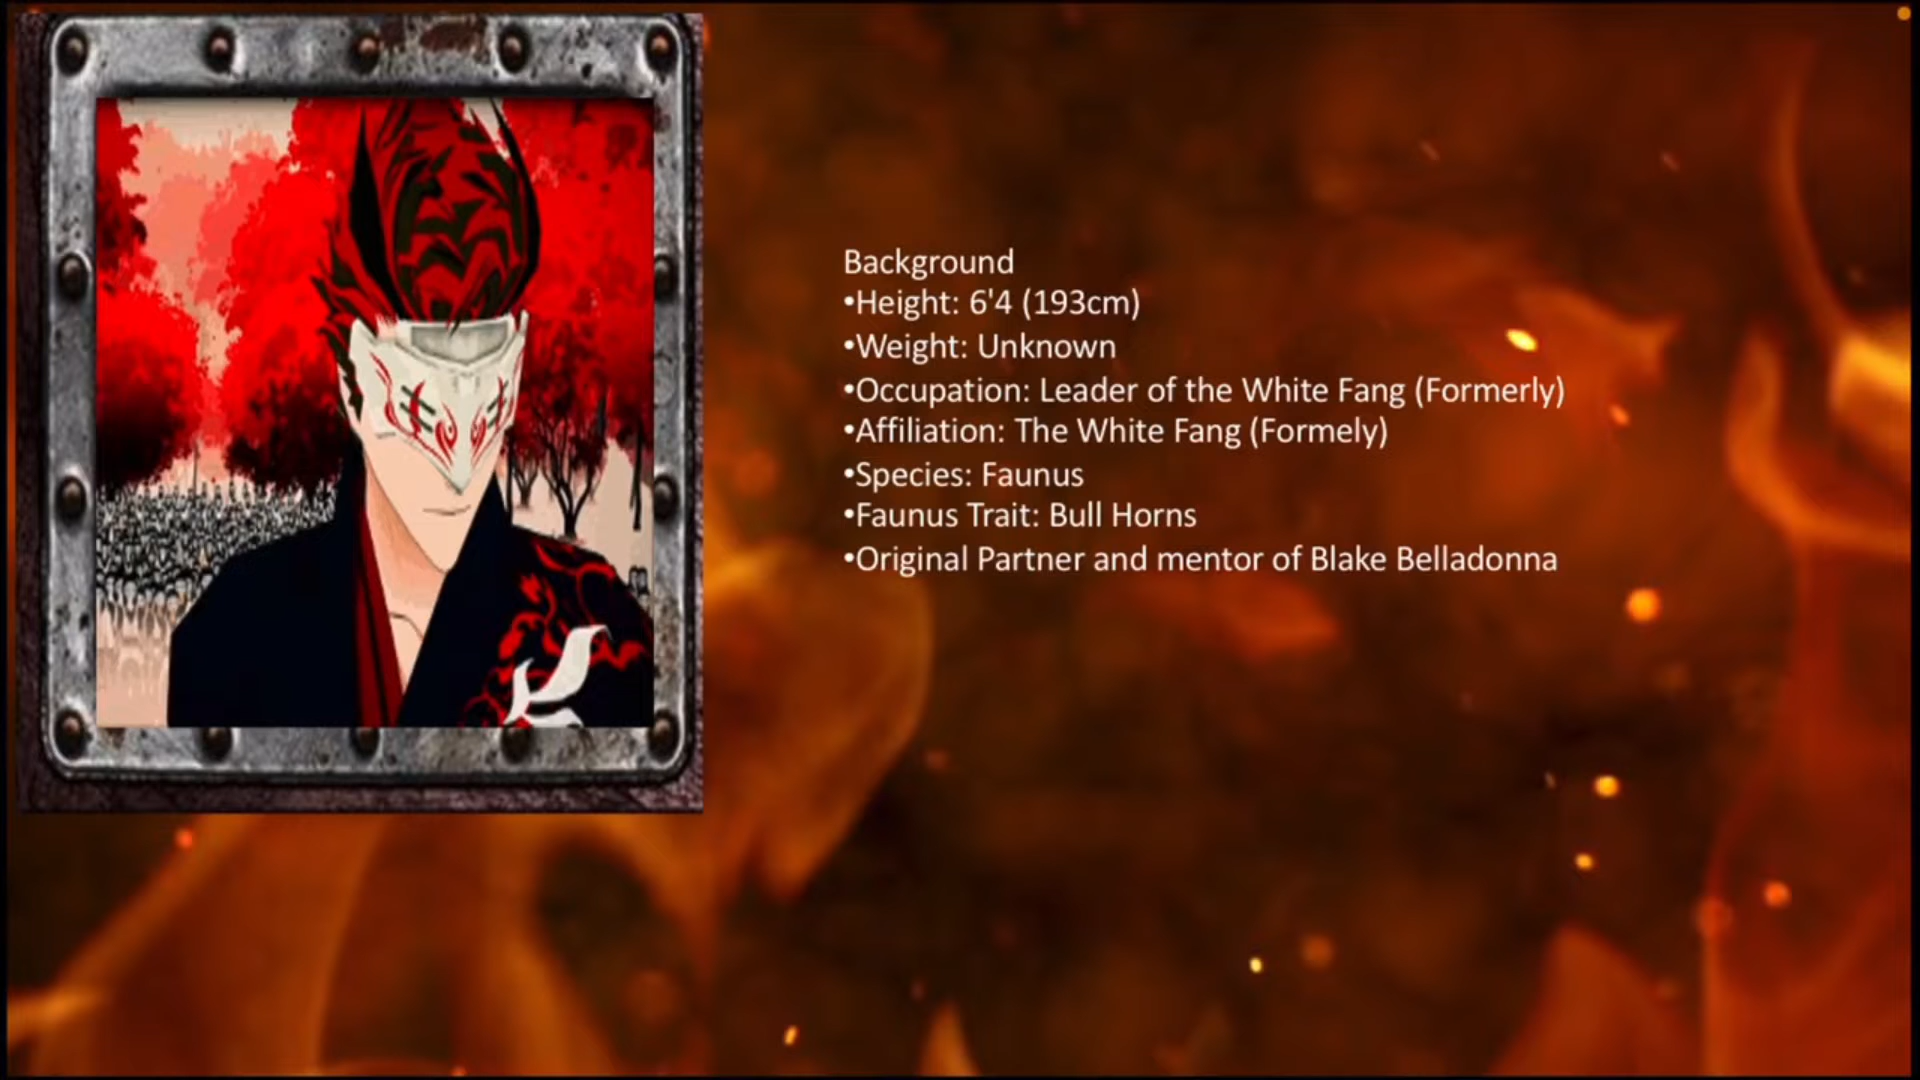 Background
•Height: 6'4 (193cm)
•Weight: Unknown
•Occupation: Leader of the White Fang (Formerly)
•Affiliation: The White Fang (Formely)
•Species: Faunus
•Faunus Trait: Bull Horns
•Original Partner and mentor of Blake Belladonna